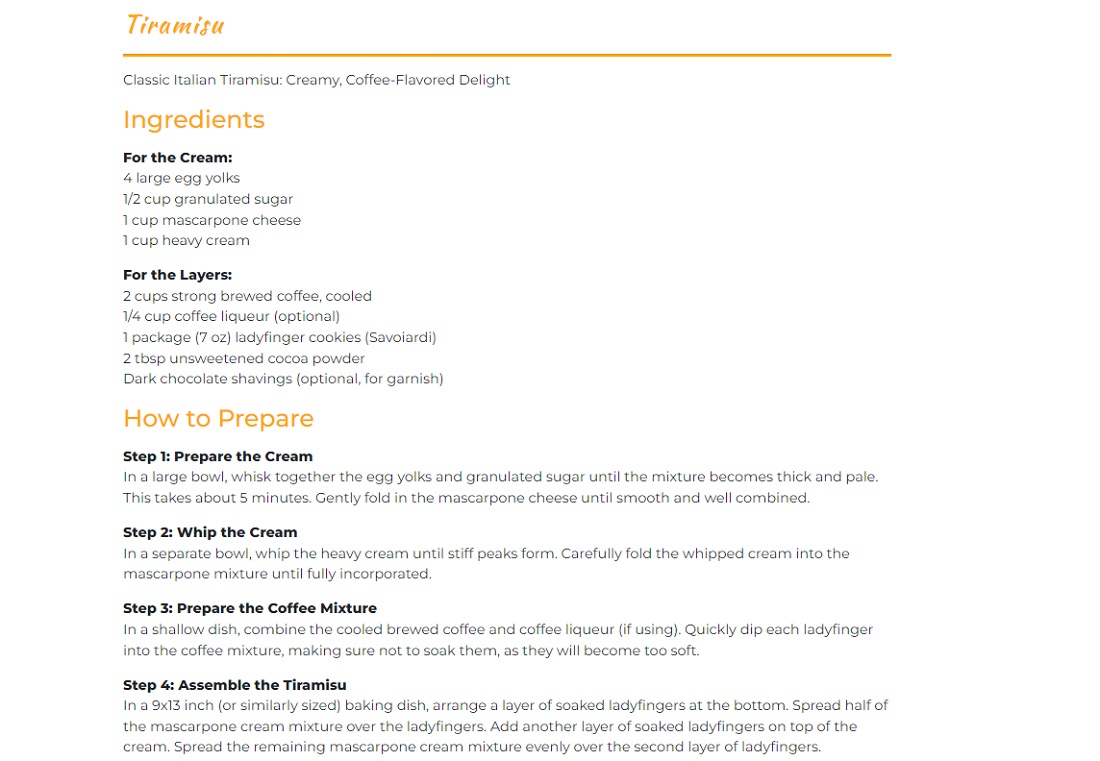 Tiramisu
Classic Italian Tiramisu: Creamy, Coffee-Flavored Delight
Ingredients
For the Cream:
4 large egg yolks
1/2 cup granulated sugar
1 cup mascarpone cheese
1 cup heavy cream
For the Layers:
2 cups strong brewed coffee, cooled
1/4 cup coffee liqueur (optional)
1 package (7 oz) ladyfinger cookies (Savoiardi)
2 tbsp unsweetened cocoa powder
Dark chocolate shavings (optional, for garnish)
How to Prepare
Step 1: Prepare the Cream
In a large bowl, whisk together the egg yolks and granulated sugar until the mixture becomes thick and pale.
This takes about 5 minutes. Gently fold in the mascarpone cheese until smooth and well combined.
Step 2: Whip the Cream
In a separate bowl, whip the heavy cream until stiff peaks form. Carefully fold the whipped cream into the
mascarpone mixture until fully incorporated.
Step 3: Prepare the Coffee Mixture
In a shallow dish, combine the cooled brewed coffee and coffee liqueur (if using). Quickly dip each ladyfinger
into the coffee mixture, making sure not to soak them, as they will become too soft.
Step 4: Assemble the Tiramisu
In a 9x13 inch (or similarly sized) baking dish, arrange a layer of soaked ladyfingers at the bottom. Spread half of
the mascarpone cream mixture over the ladyfingers. Add another layer of soaked ladyfingers on top of the
cream. Spread the remaining mascarpone cream mixture evenly over the second layer of ladyfingers.